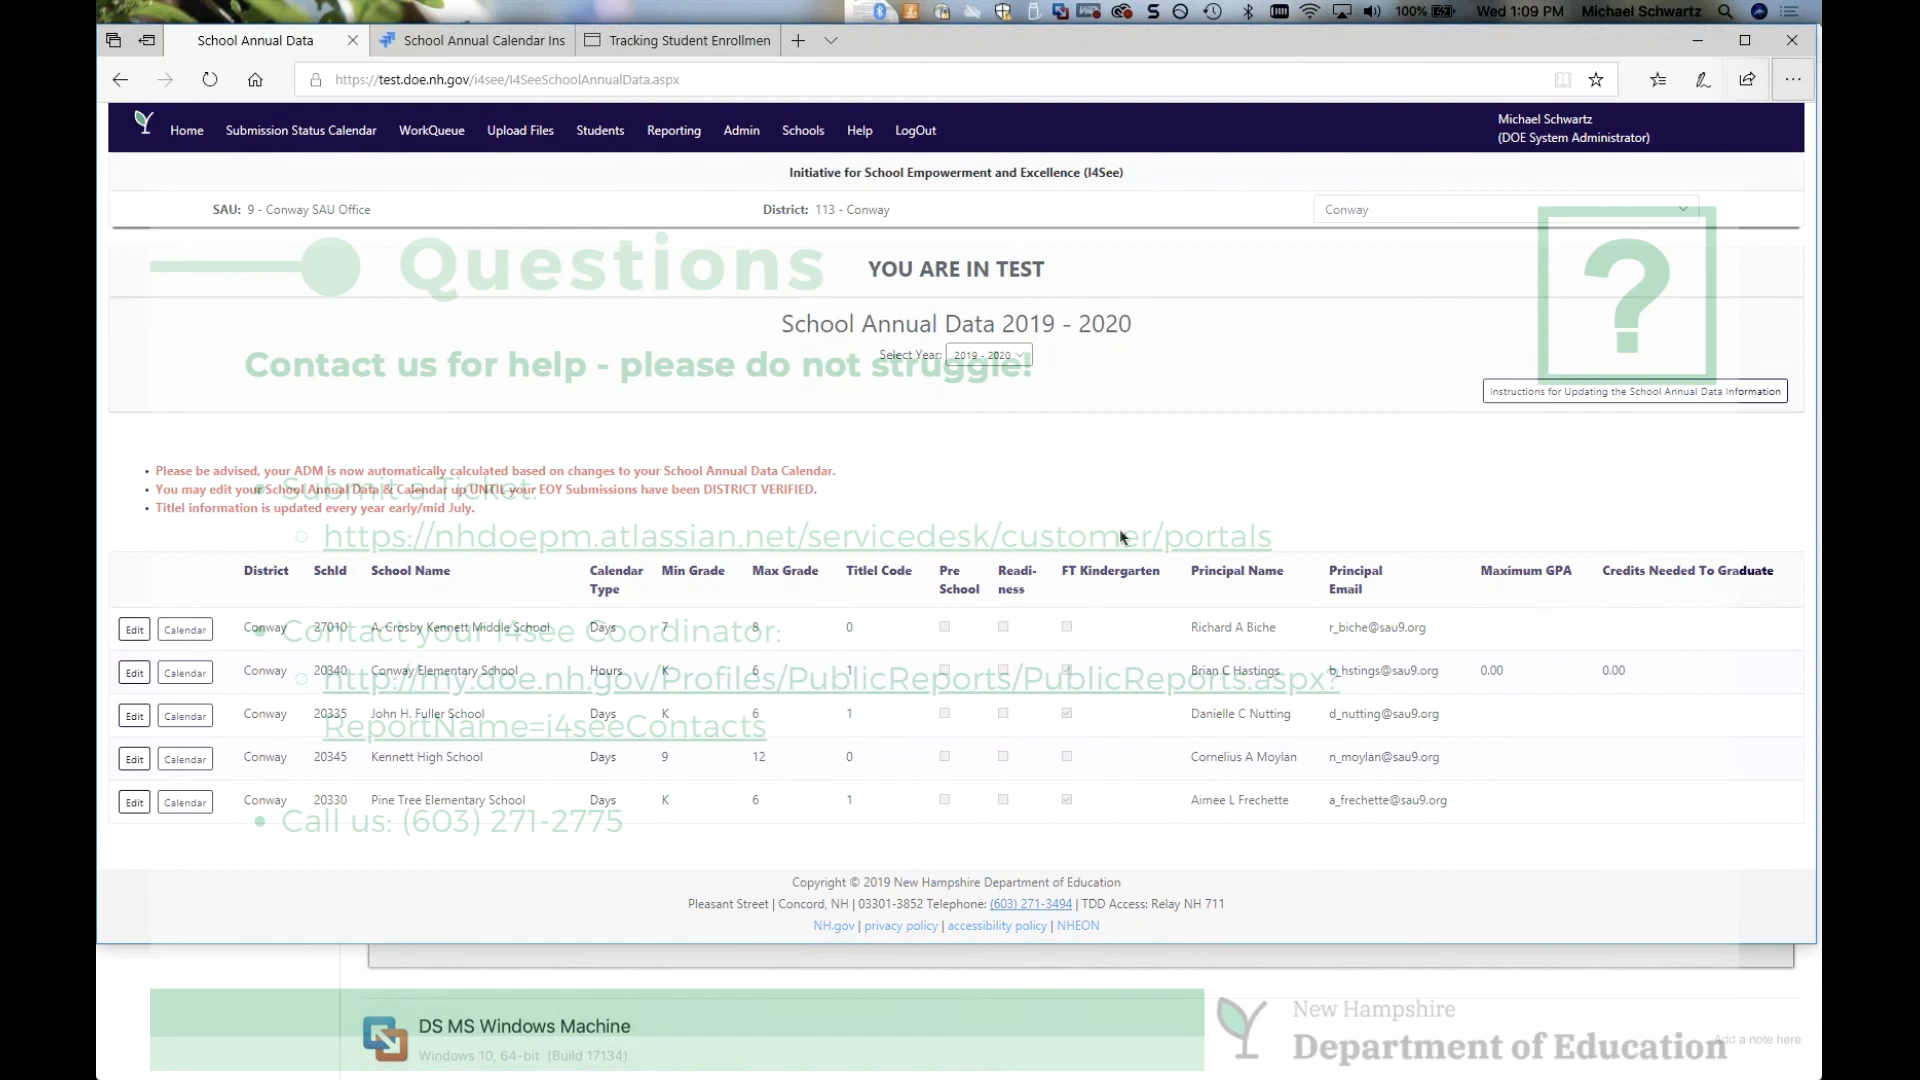 100%
Wed 1:09 PM
Michael Schwartz
School Annual Data
School Annual Calendar Ins
Tracking Student Enrollmen
https://test.doe.nh.gov/i4see/I4SeeSchoolAnnualData.aspx
Home Submission Status Calendar WorkQueue Upload Files Students Reporting Admin Schools Help LogOut
Michael Schwartz
(DOE System Administrator)
Initiative for School Empowerment and Excellence (I4See)
SAU: 9 - Conway SAU Office District: 113 - Conway Conway
Questions
?
YOU ARE IN TEST
School Annual Data 2019 - 2020
Select Year: 2019 - 2020
Contact us for help - please do not struggle!
Instructions for Updating the School Annual Data Information
• Please be advised, your ADM is now automatically calculated based on changes to your School Annual Data Calendar.
• You may edit your School Annual Data & Calendar up UNTIL your EOY Submissions have been DISTRICT VERIFIED.
• TitleI information is updated every year early/mid July.
• Submit a Ticket:
https://nhdoepm.atlassian.net/servicedesk/customer/portals
District SchId School Name Calendar Type Min Grade Max Grade TitleI Code Pre School Readi-ness FT Kindergarten Principal Name Principal Email Maximum GPA Credits Needed To Graduate
Edit Calendar Conway 27010 A. Crosby Kennett Middle School Days 7 8 0 Richard A Biche r_biche@sau9.org
• Contact your i4see Coordinator:
Edit Calendar Conway 20340 Conway Elementary School Hours K 6 1 Brian C Hastings b_hstings@sau9.org 0.00 0.00
http://my.doe.nh.gov/Profiles/PublicReports/PublicReports.aspx?
ReportName=i4seeContacts
Edit Calendar Conway 20335 John H. Fuller School Days K 6 1 Danielle C Nutting d_nutting@sau9.org
Edit Calendar Conway 20345 Kennett High School Days 9 12 0 Cornelius A Moylan n_moylan@sau9.org
Edit Calendar Conway 20330 Pine Tree Elementary School Days K 6 1 Aimee L Frechette a_frechette@sau9.org
• Call us: (603) 271-2775
Copyright © 2019 New Hampshire Department of Education
Pleasant Street | Concord, NH | 03301-3852 Telephone: (603) 271-3494 | TDD Access: Relay NH 711
NH.gov | privacy policy | accessibility policy | NHEON
DS MS Windows Machine
Windows 10, 64-bit (Build 17134)
New Hampshire
Department of Education
Add a note here